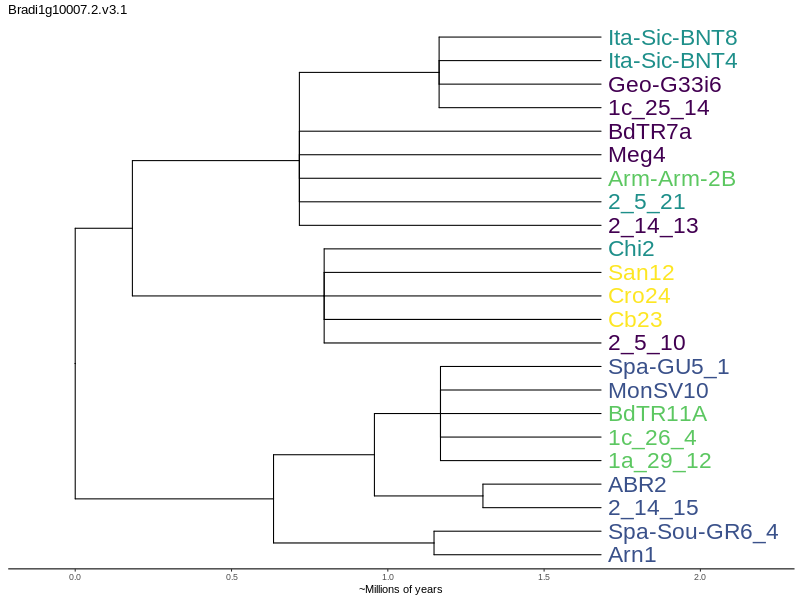 Bradi1g10007.2.v3.1
Ita-Sic-BNT8
Ita-Sic-BNT4
Geo-G33i6
1c_25_14
BdTR7a
Meg4
Arm-Arm-2B
2_5_21
2_14_13
Chi2
San12
Cro24
Cb23
2_5_10
Spa-GU5_1
MonSV10
BdTR11A
1c_26_4
1a_29_12
ABR2
2_14_15
Spa-Sou-GR6_4
Arn1
0.0 0.5 1.0 1.5 2.0
~Millions of years